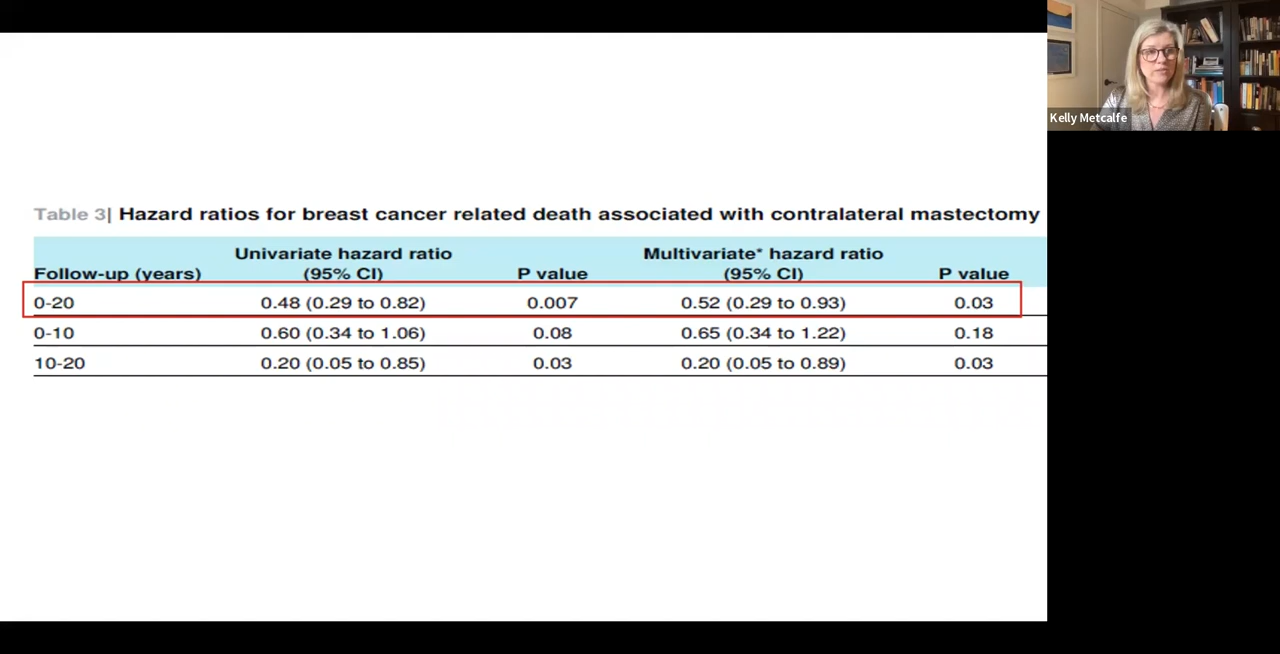 Kelly Metcalfe
Table 3| Hazard ratios for breast cancer related death associated with contralateral mastectomy
Univariate hazard ratio Multivariate* hazard ratio
Follow-up (years) (95% CI) P value (95% CI) P value
0-20 0.48 (0.29 to 0.82) 0.007 0.52 (0.29 to 0.93) 0.03
0-10 0.60 (0.34 to 1.06) 0.08 0.65 (0.34 to 1.22) 0.18
10-20 0.20 (0.05 to 0.85) 0.03 0.20 (0.05 to 0.89) 0.03